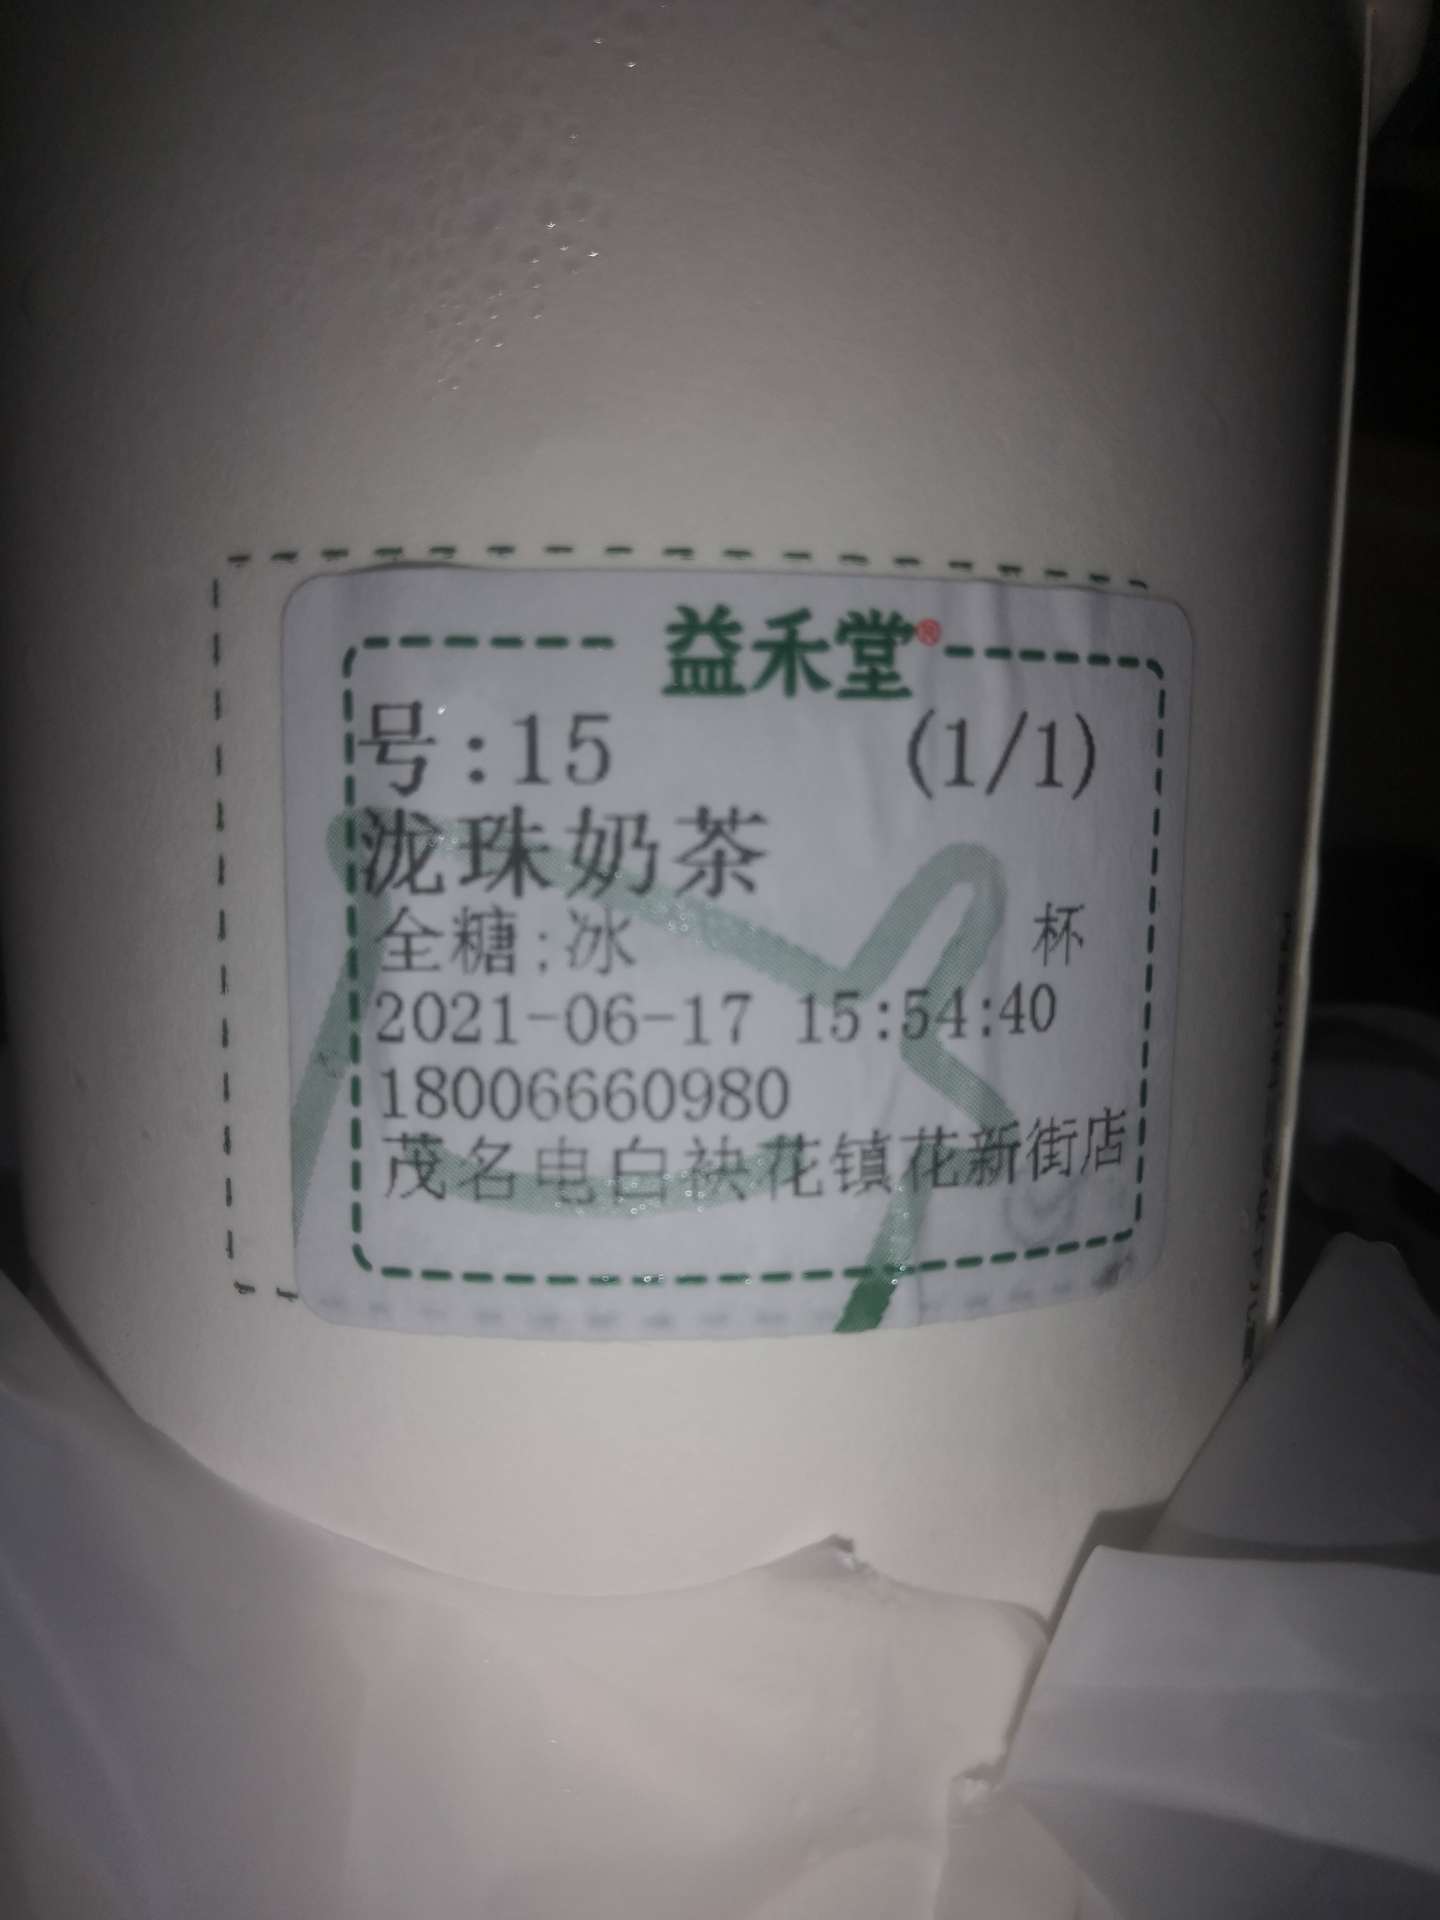 益禾堂®
号:15 (1/1)
泷珠奶茶
全糖;冰 杯
2021-06-17 15:54:40
18006660980
茂名电白袂花镇花新街店